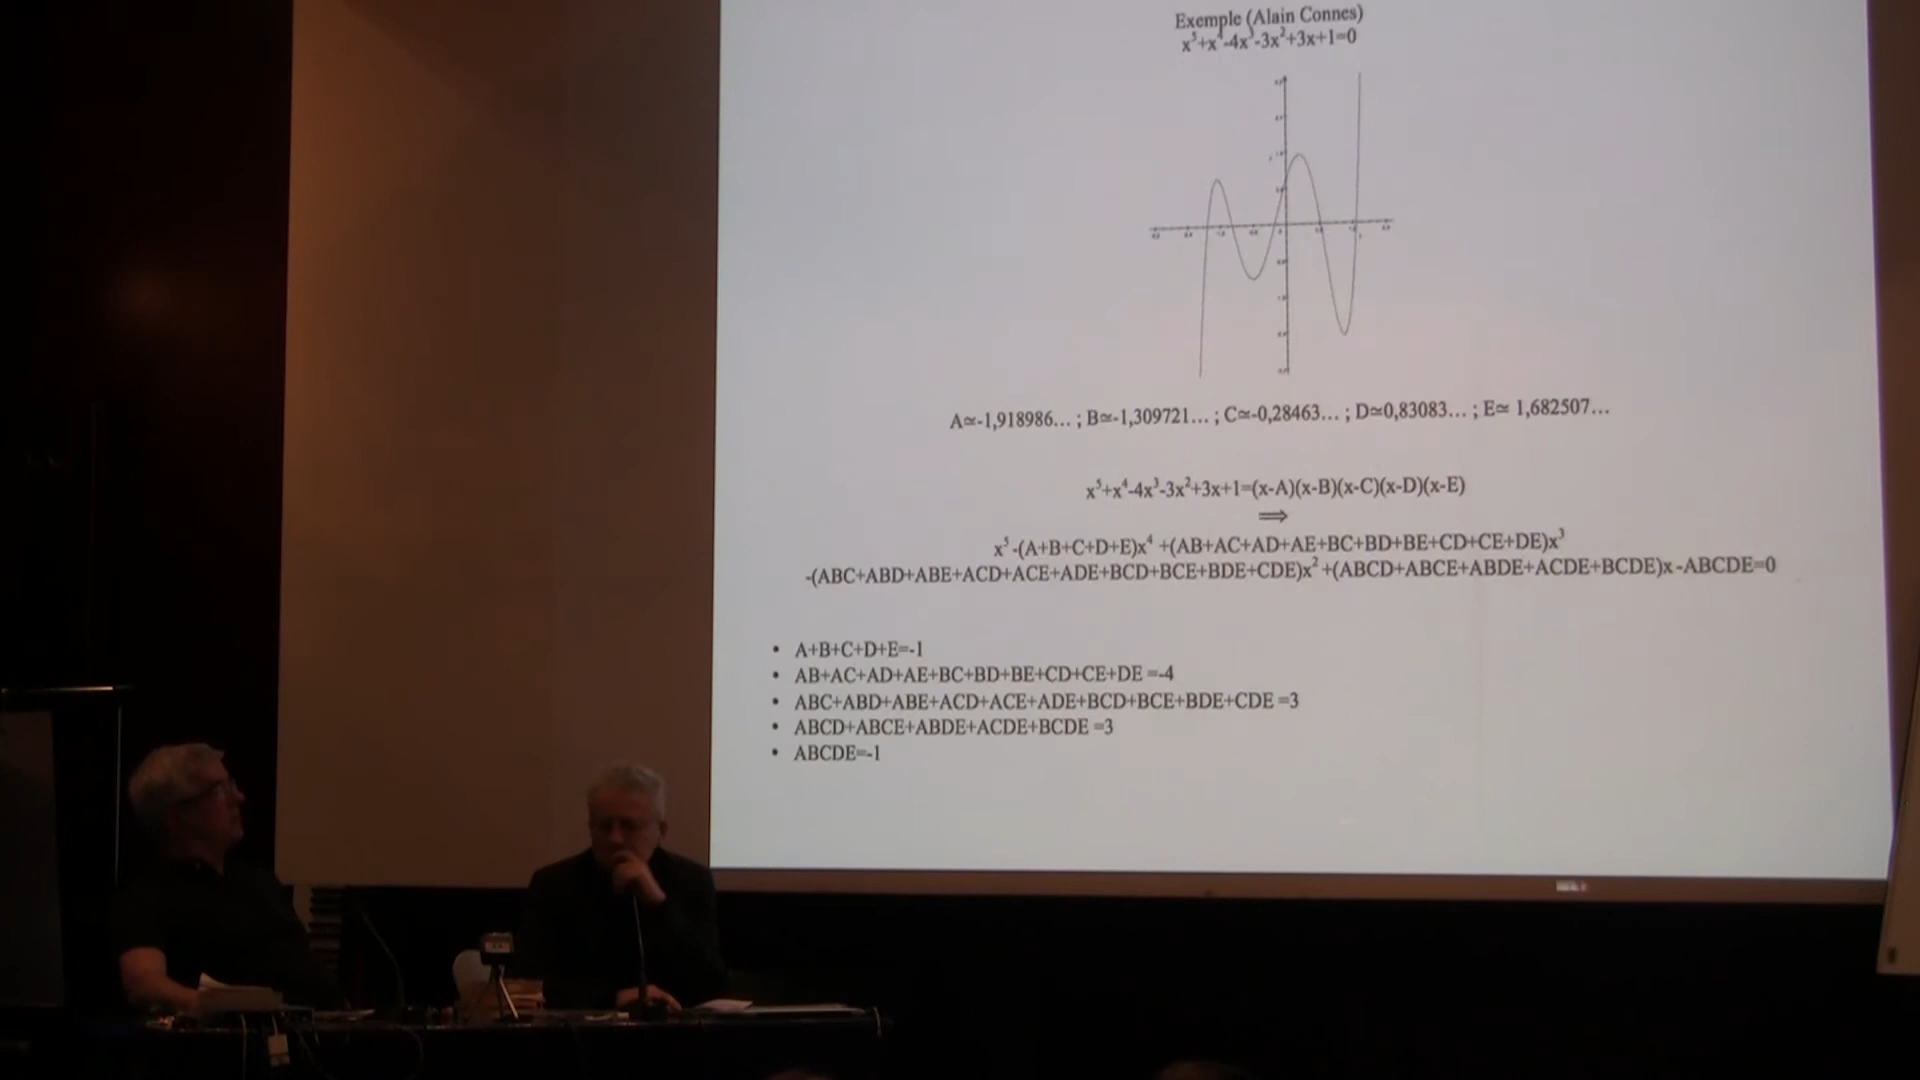 Exemple (Alain Connes)
x⁵+x⁴-4x³-3x²+3x+1=0
A≃-1,918986... ; B≃-1,309721... ; C≃-0,28463... ; D≃0,83083... ; E≃ 1,682507...
x⁵+x⁴-4x³-3x²+3x+1=(x-A)(x-B)(x-C)(x-D)(x-E)
⟹
x⁵-(A+B+C+D+E)x⁴ +(AB+AC+AD+AE+BC+BD+BE+CD+CE+DE)x³
-(ABC+ABD+ABE+ACD+ACE+ADE+BCD+BCE+BDE+CDE)x² +(ABCD+ABCE+ABDE+ACDE+BCDE)x -ABCDE=0
• A+B+C+D+E=-1
• AB+AC+AD+AE+BC+BD+BE+CD+CE+DE =-4
• ABC+ABD+ABE+ACD+ACE+ADE+BCD+BCE+BDE+CDE =3
• ABCD+ABCE+ABDE+ACDE+BCDE =3
• ABCDE=-1